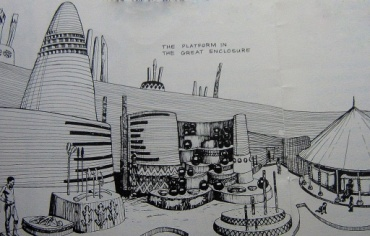 THE PLATFORM IN
THE GREAT ENCLOSURE